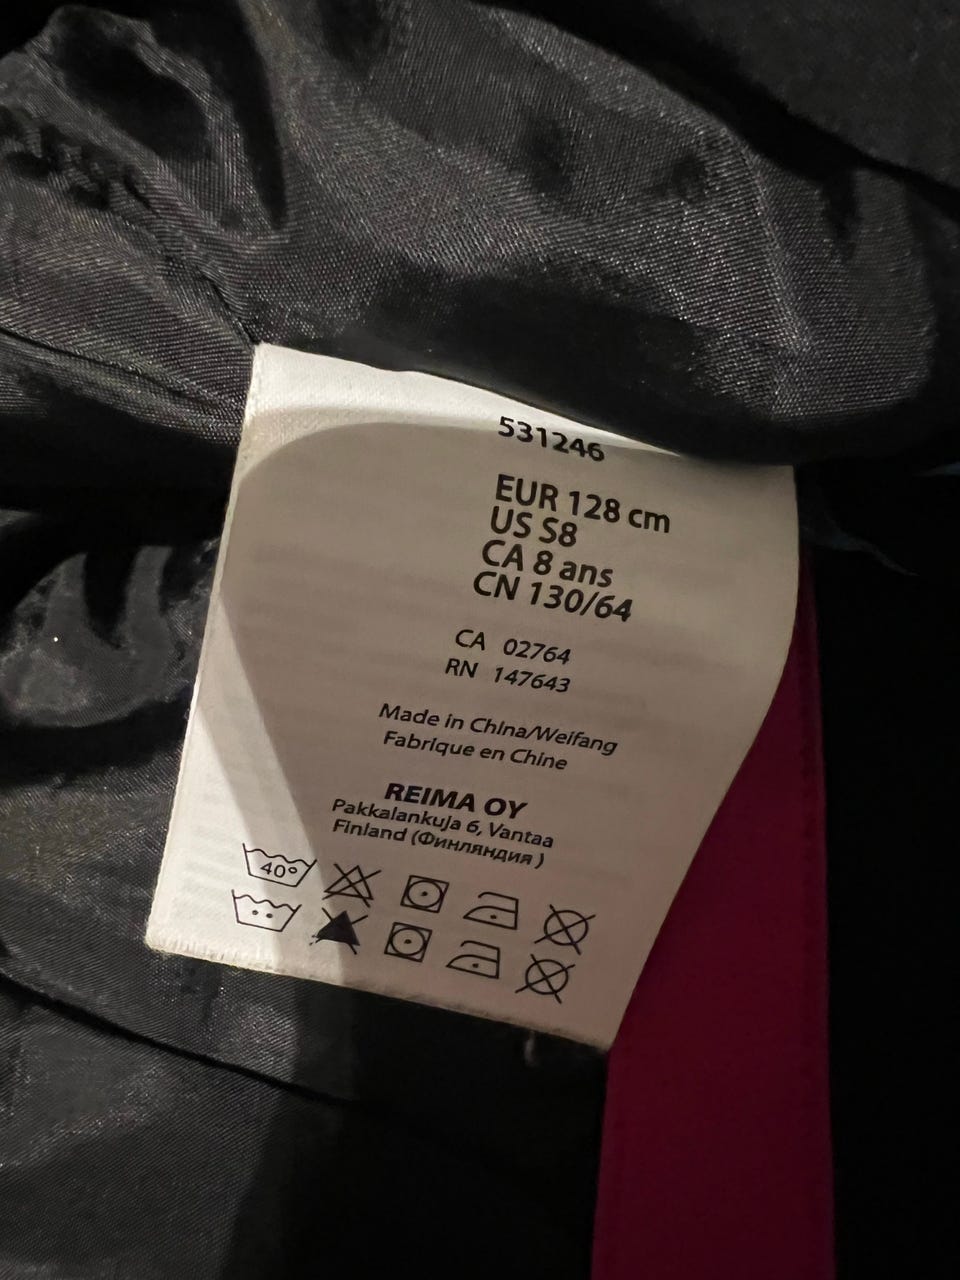 531246
EUR 128 cm
US S8
CA 8 ans
CN 130/64
CA 02764
RN 147643
Made in China/Weifang
Fabrique en Chine
REIMA OY
Pakkalankuja 6, Vantaa
Finland (Финляндия )
40°